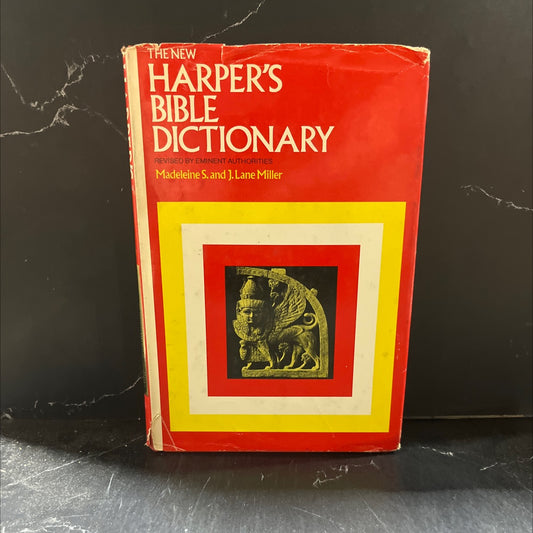 THE NEW
HARPER'S
BIBLE
DICTIONARY
REVISED BY EMINENT AUTHORITIES
Madeleine S. and J. Lane Miller